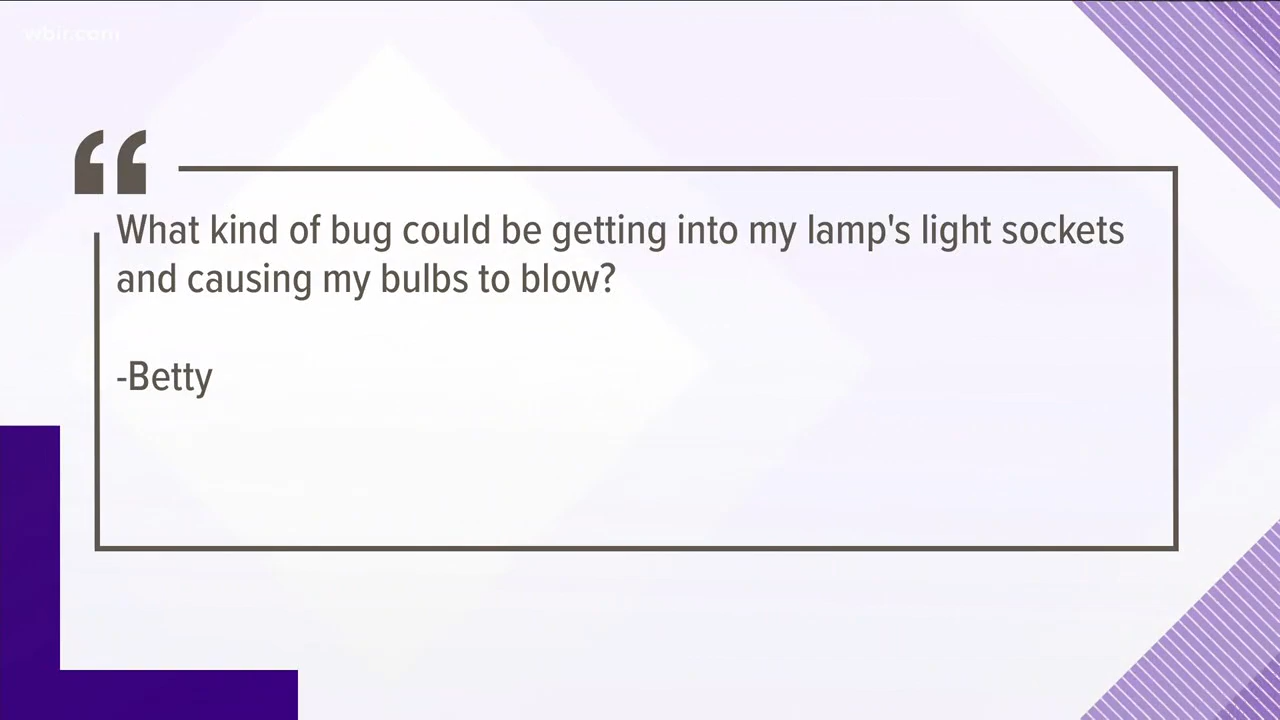 wbir.com
“
What kind of bug could be getting into my lamp's light sockets
and causing my bulbs to blow?
-Betty